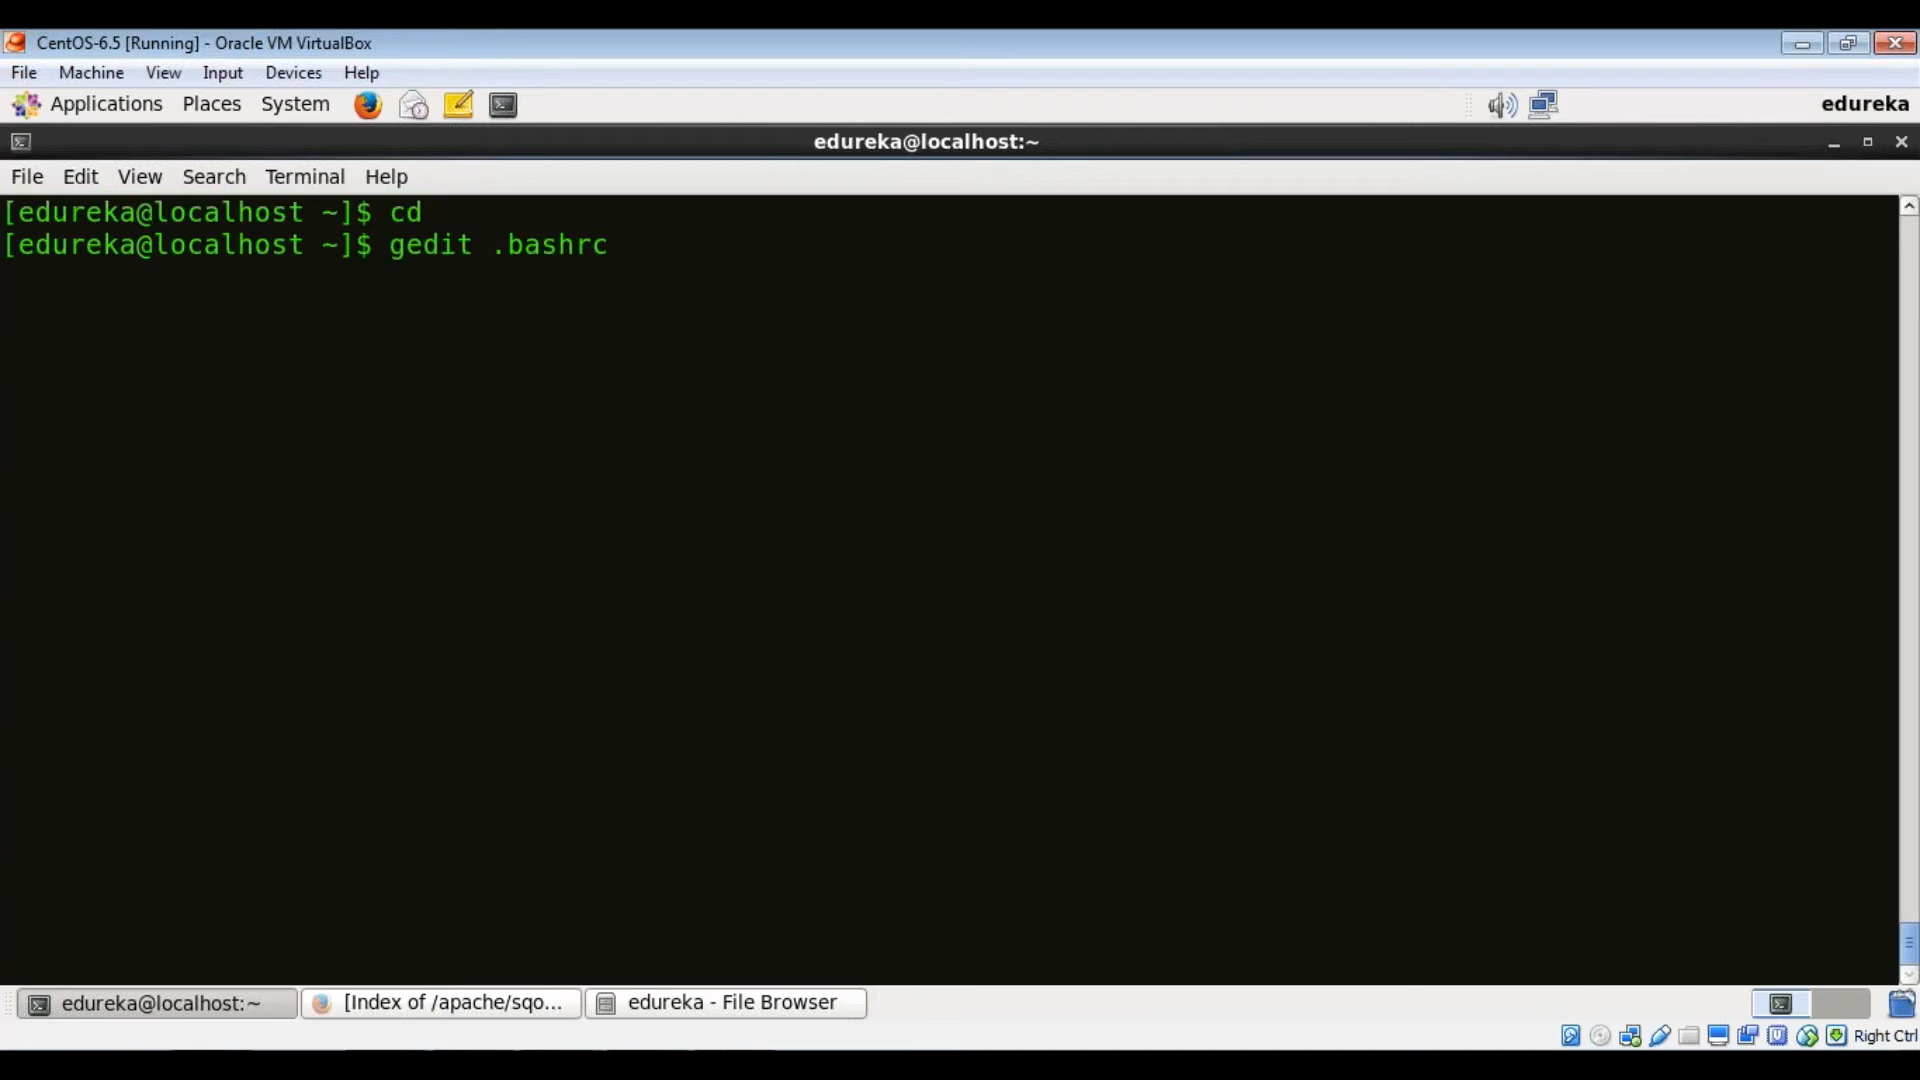 CentOS-6.5 [Running] - Oracle VM VirtualBox
File Machine View Input Devices Help
Applications Places System edureka
edureka@localhost:~
File Edit View Search Terminal Help
[edureka@localhost ~]$ cd
[edureka@localhost ~]$ gedit .bashrc
edureka@localhost:~ [Index of /apache/sqo... edureka - File Browser
Right Ctrl